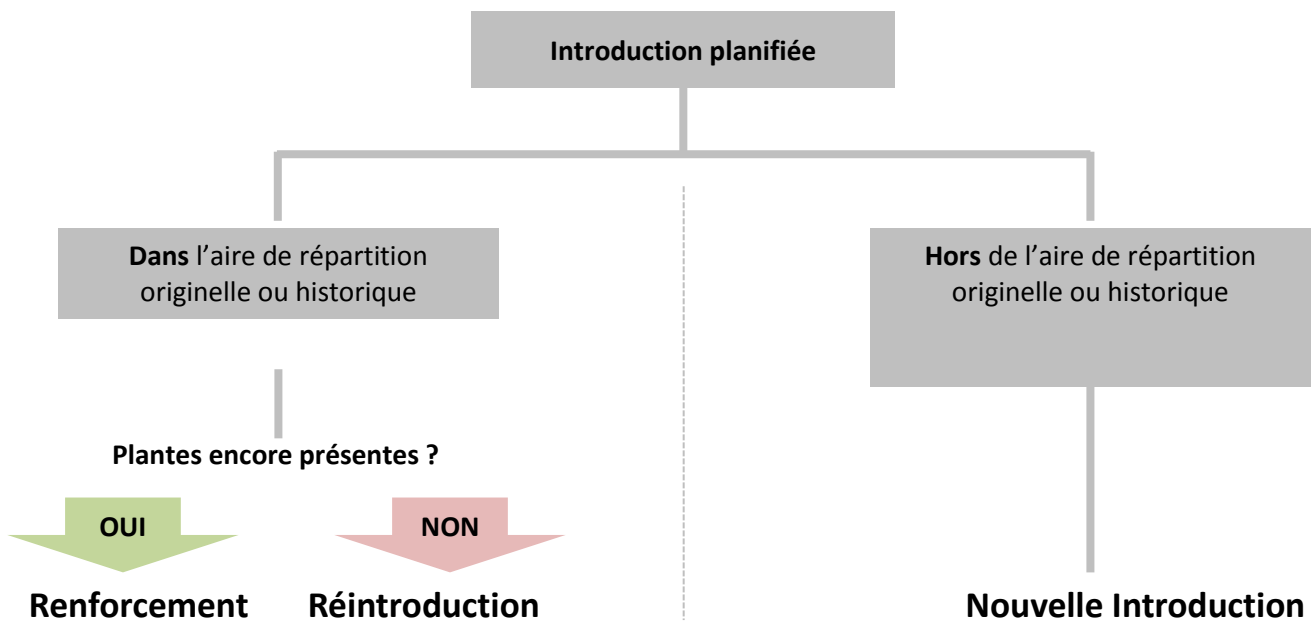 Introduction planifiée
Dans l’aire de répartition
originelle ou historique
Hors de l’aire de répartition
originelle ou historique
Plantes encore présentes ?
OUI
NON
Renforcement
Réintroduction
Nouvelle Introduction